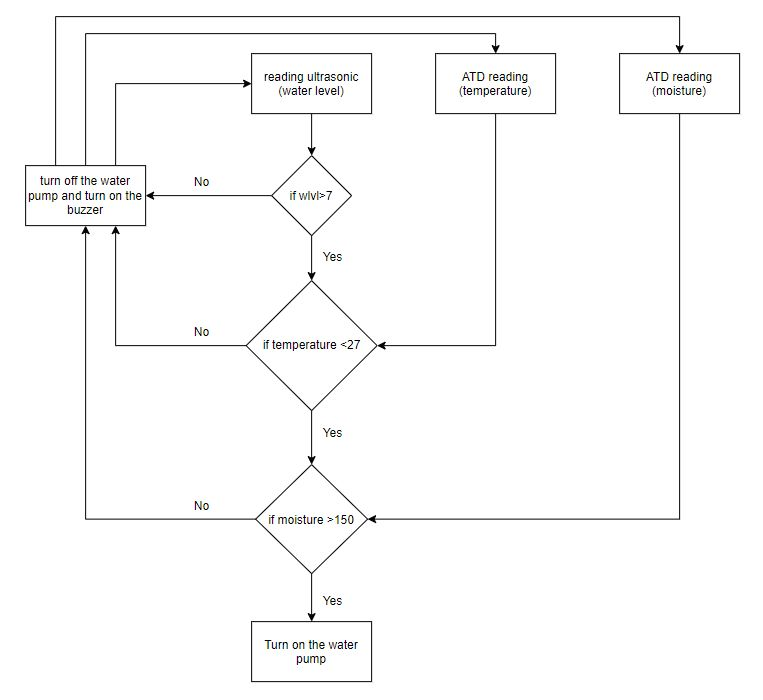 reading ultrasonic
(water level)
ATD reading
(temperature)
ATD reading
(moisture)
turn off the water
pump and turn on the
buzzer
No
if wlvl>7
Yes
No
if temperature <27
Yes
No
if moisture >150
Yes
Turn on the water
pump